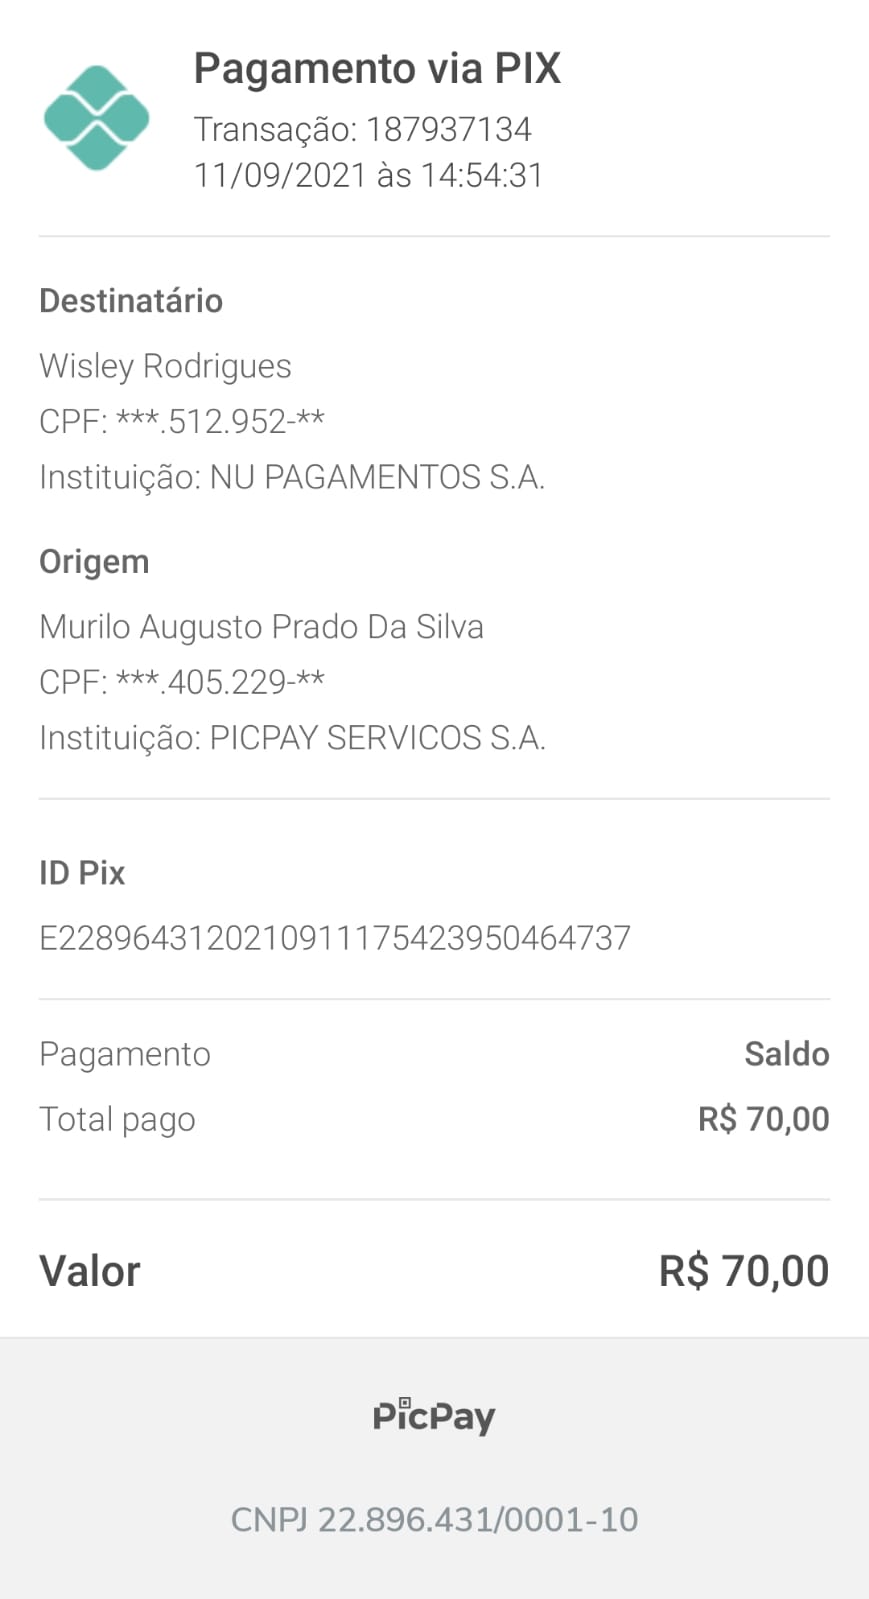 Pagamento via PIX
Transação: 187937134
11/09/2021 às 14:54:31
Destinatário
Wisley Rodrigues
CPF: ***.512.952-**
Instituição: NU PAGAMENTOS S.A.
Origem
Murilo Augusto Prado Da Silva
CPF: ***.405.229-**
Instituição: PICPAY SERVICOS S.A.
ID Pix
E22896431202109111175423950464737
Pagamento Saldo
Total pago R$ 70,00
Valor R$ 70,00
PicPay
CNPJ 22.896.431/0001-10